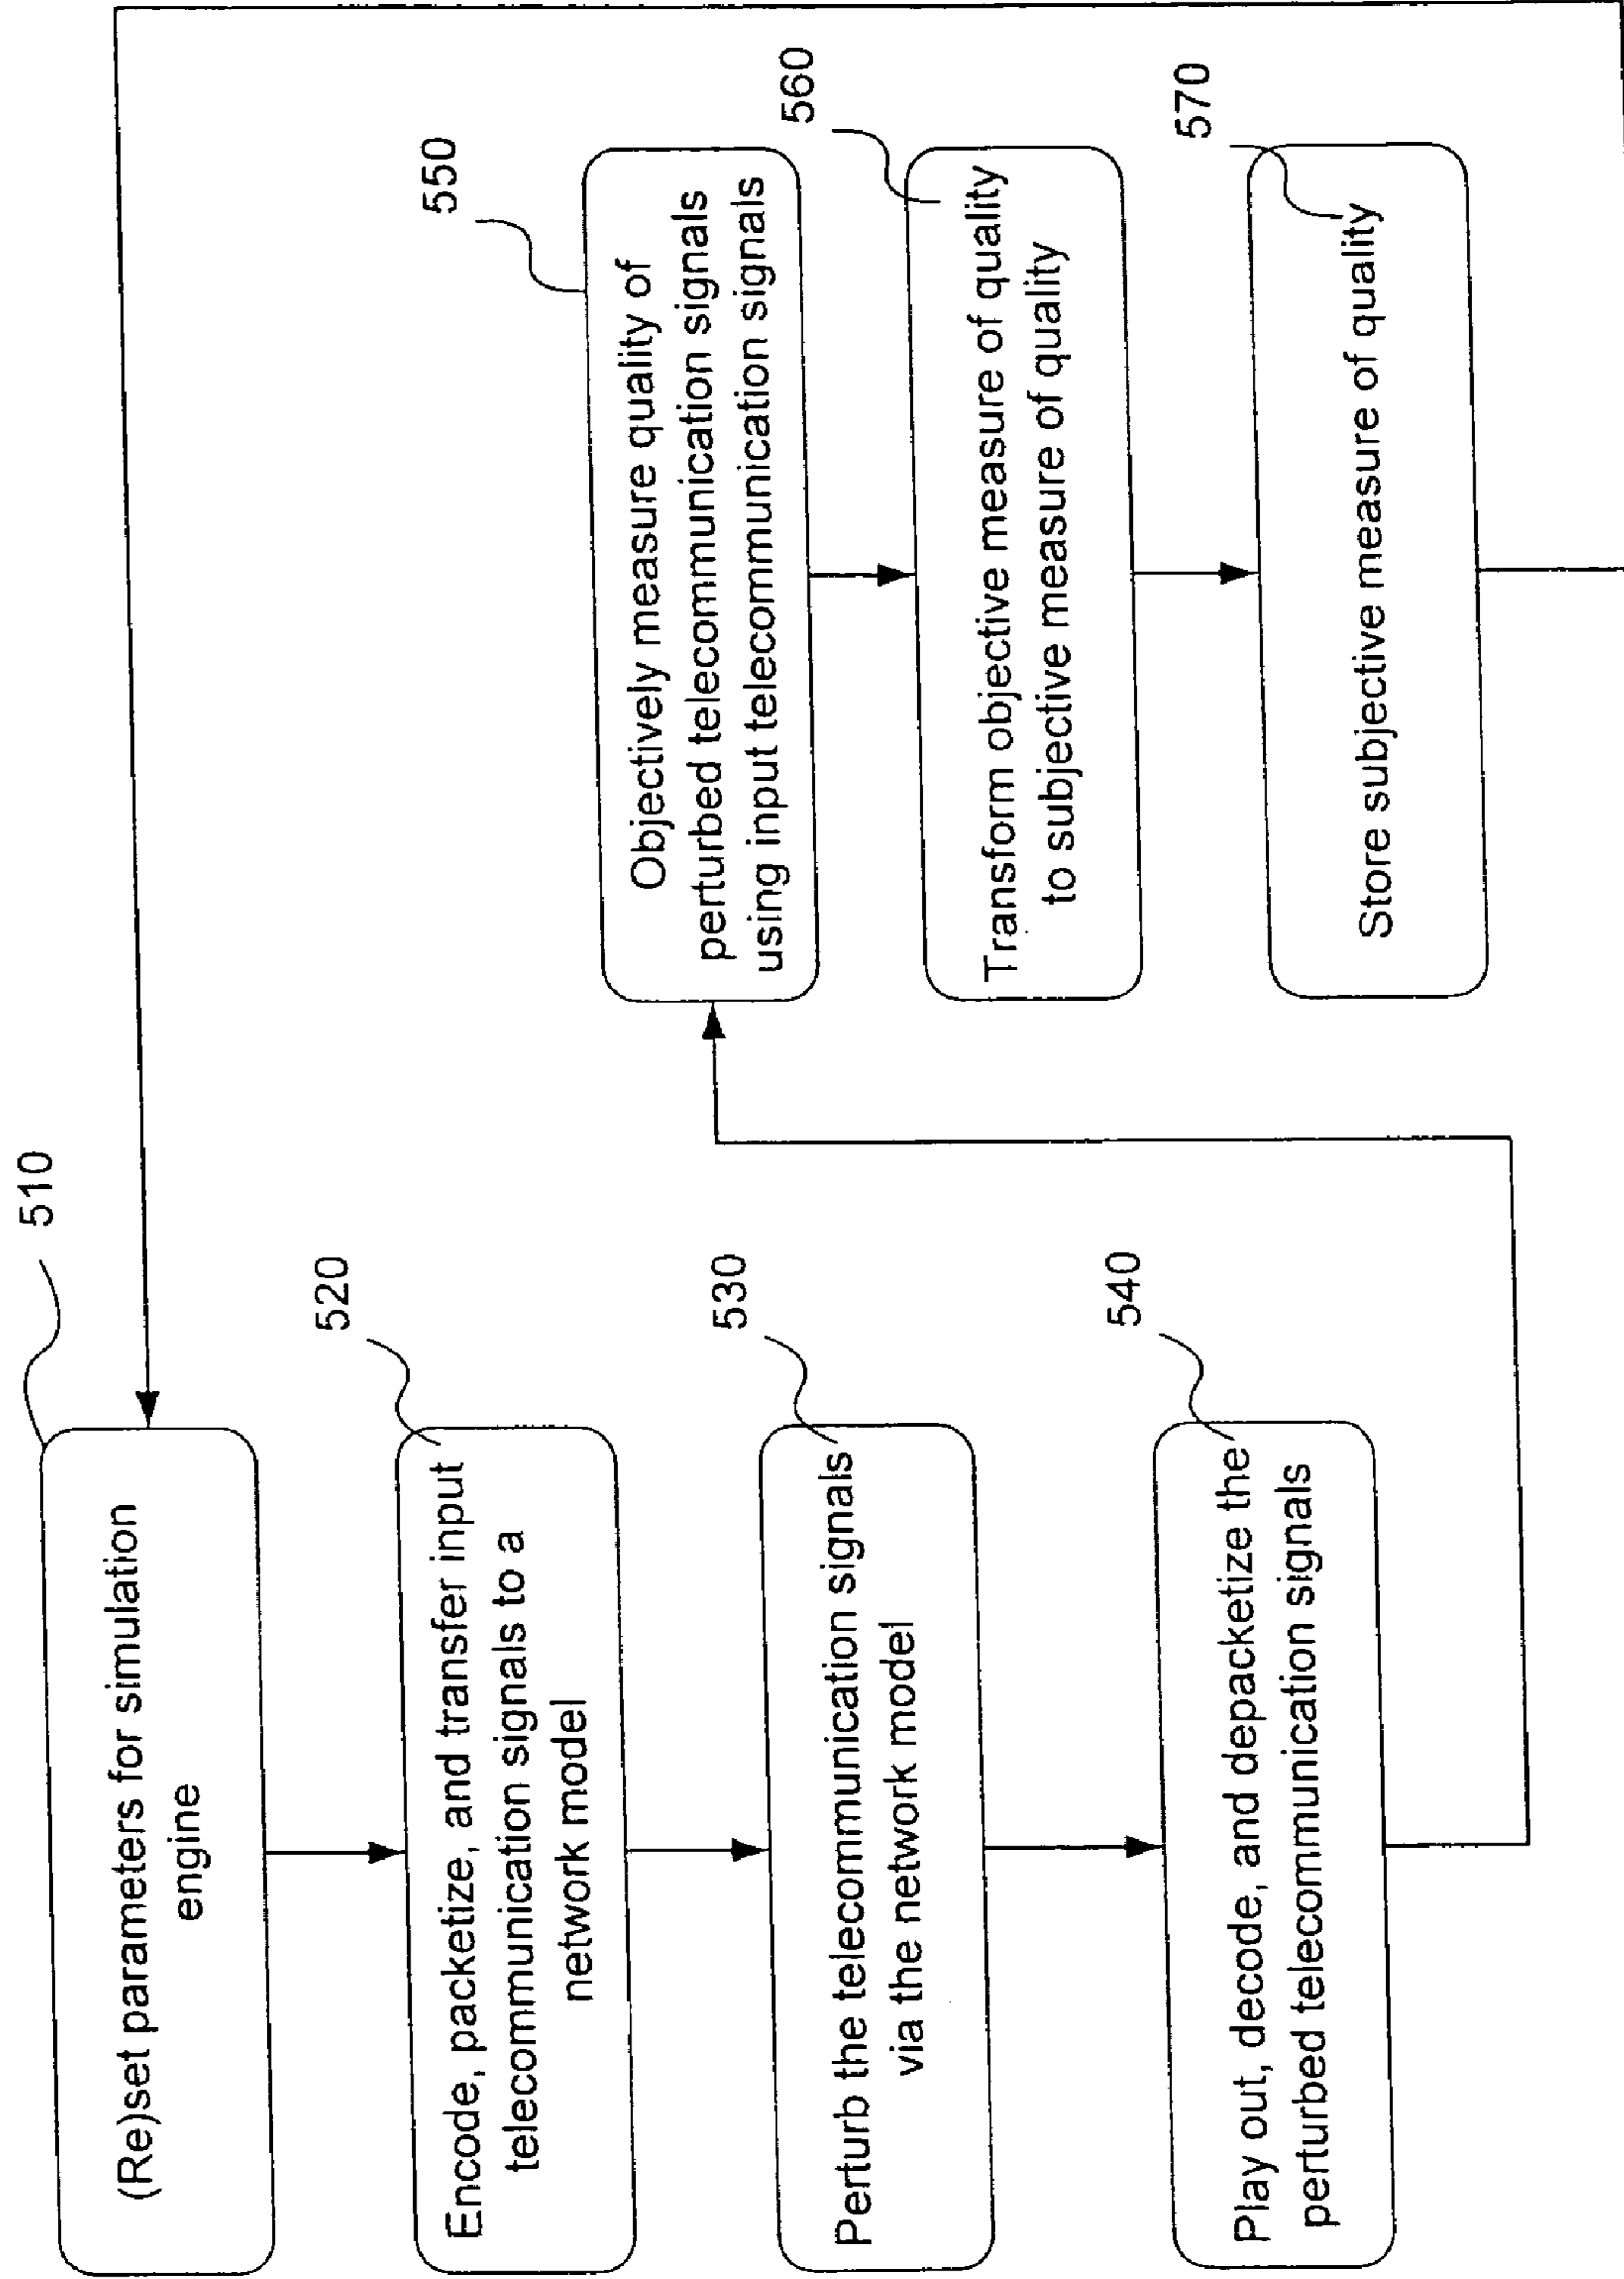 510
(Re)set parameters for simulation
engine
520
Encode, packetize, and transfer input
telecommunication signals to a
network model
530
Perturb the telecommunication signals
via the network model
540
Play out, decode, and depacketize the
perturbed telecommunication signals
550
Objectively measure quality of
perturbed telecommunication signals
using input telecommunication signals
560
Transform objective measure of quality
to subjective measure of quality
570
Store subjective measure of quality